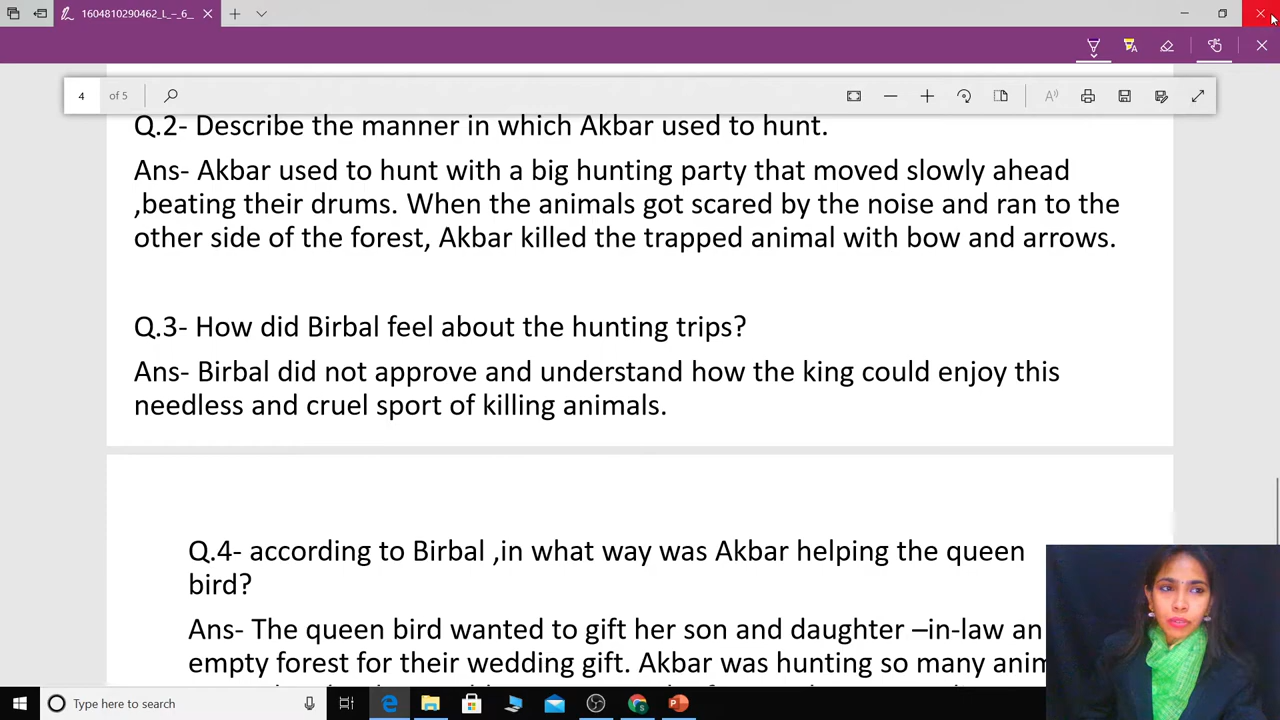 1604810290462_L_–_6_
4 of 5
Q.2- Describe the manner in which Akbar used to hunt.
Ans- Akbar used to hunt with a big hunting party that moved slowly ahead
,beating their drums. When the animals got scared by the noise and ran to the
other side of the forest, Akbar killed the trapped animal with bow and arrows.
Q.3- How did Birbal feel about the hunting trips?
Ans- Birbal did not approve and understand how the king could enjoy this
needless and cruel sport of killing animals.
Q.4- according to Birbal ,in what way was Akbar helping the queen
bird?
Ans- The queen bird wanted to gift her son and daughter –in-law an
empty forest for their wedding gift. Akbar was hunting so many anim
Type here to search